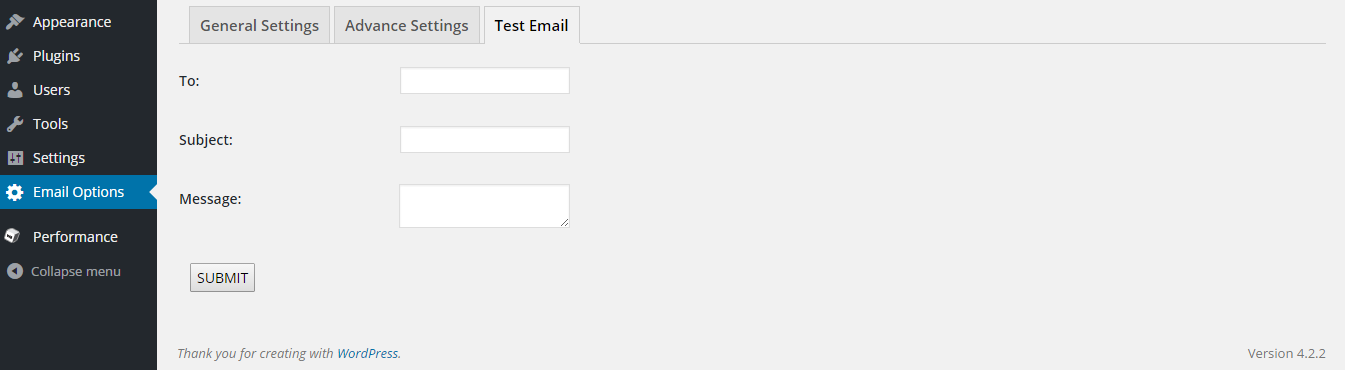 Appearance
Plugins
Users
Tools
Settings
Email Options
Performance
Collapse menu
General Settings Advance Settings Test Email
To:
Subject:
Message:
SUBMIT
Thank you for creating with WordPress. Version 4.2.2